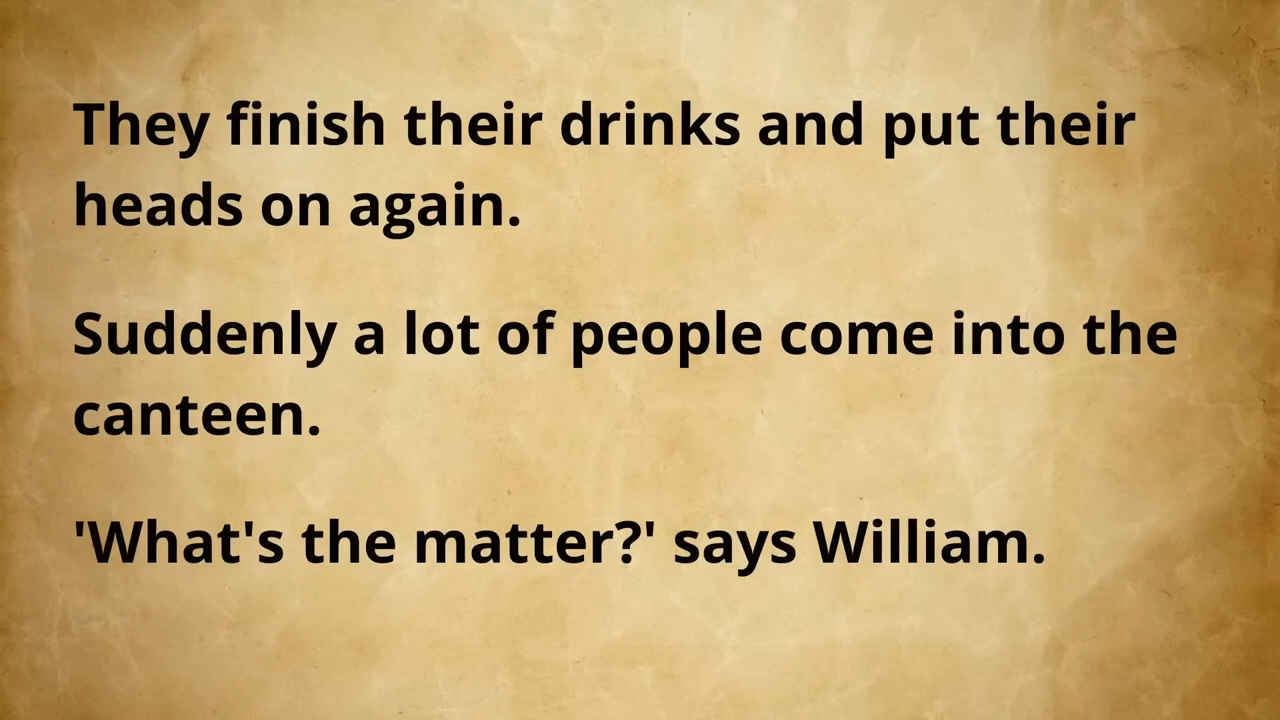 They finish their drinks and put their
heads on again.
Suddenly a lot of people come into the
canteen.
'What's the matter?' says William.